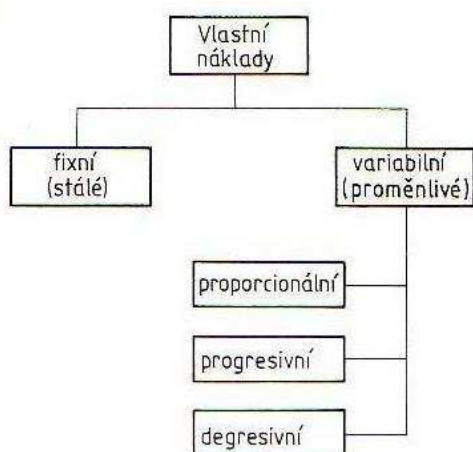 Vlastní
náklady
fixní
(stálé)
variabilní
(proměnlivé)
proporcionální
progresivní
degresivní